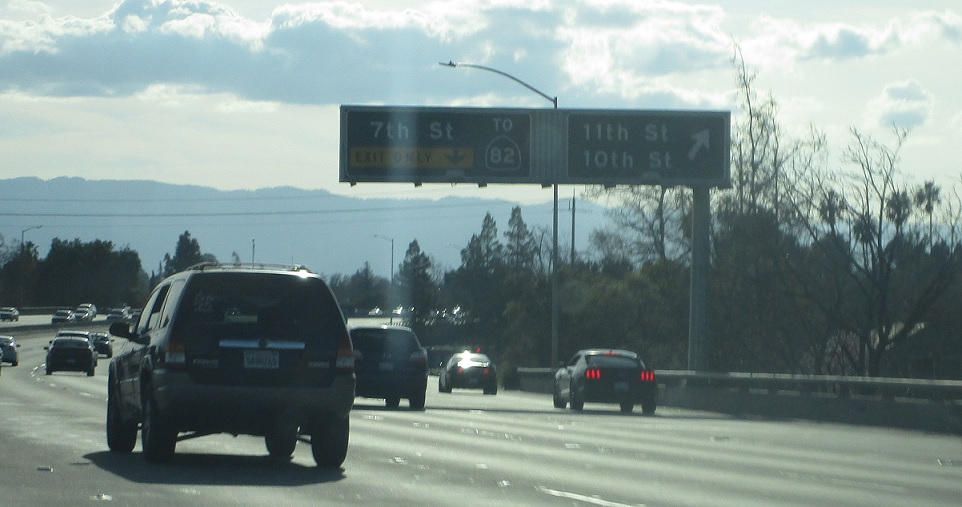 7th St
TO
EXIT ONLY
82
11th St
10th St